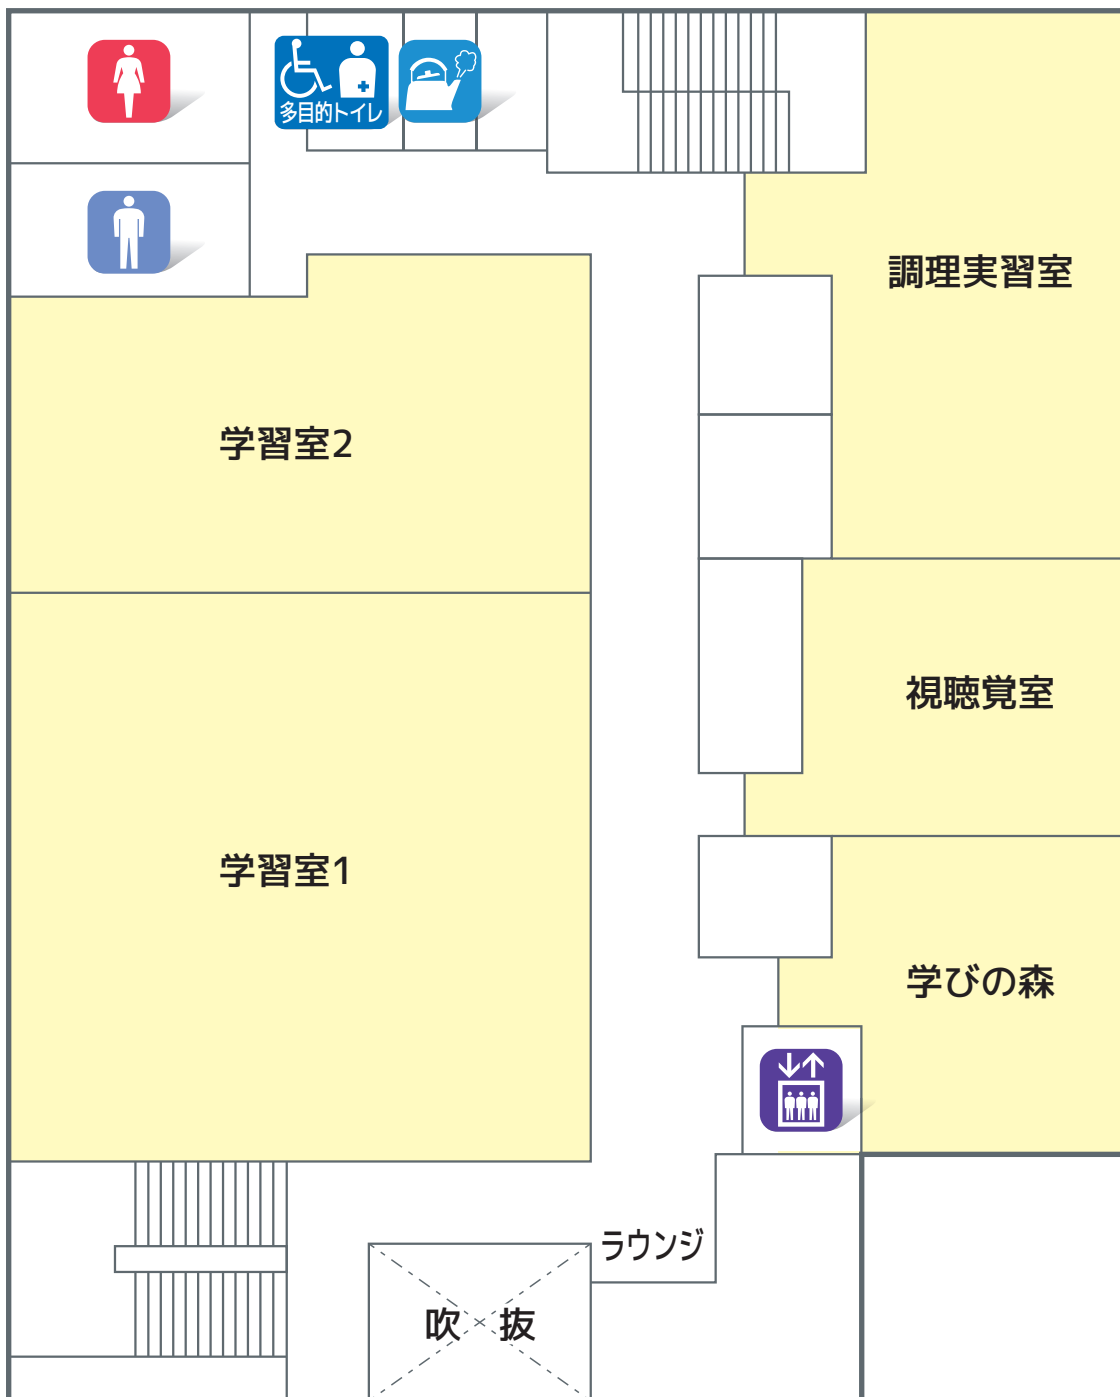 多目的トイレ
調理実習室
学習室2
視聴覚室
学習室1
学びの森
ラウンジ
吹 抜